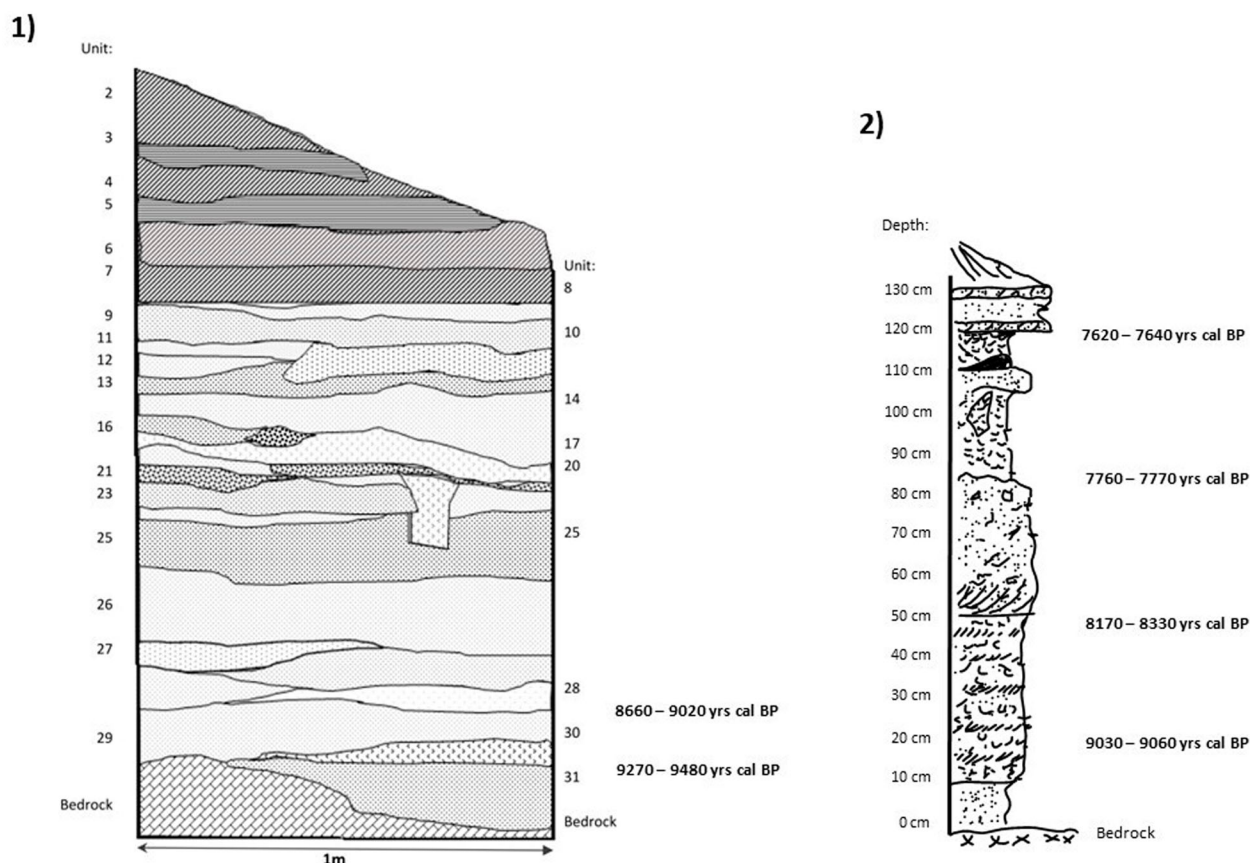 1)
Unit:
2
3
4
5
6
7
9
11
12
13
16
21
23
25
26
27
29
Bedrock
Unit:
8
10
14
17
20
25
28
30
31
Bedrock
8660 – 9020 yrs cal BP
9270 – 9480 yrs cal BP
1m
2)
Depth:
130 cm
120 cm
110 cm
100 cm
90 cm
80 cm
70 cm
60 cm
50 cm
40 cm
30 cm
20 cm
10 cm
0 cm
7620 – 7640 yrs cal BP
7760 – 7770 yrs cal BP
8170 – 8330 yrs cal BP
9030 – 9060 yrs cal BP
Bedrock